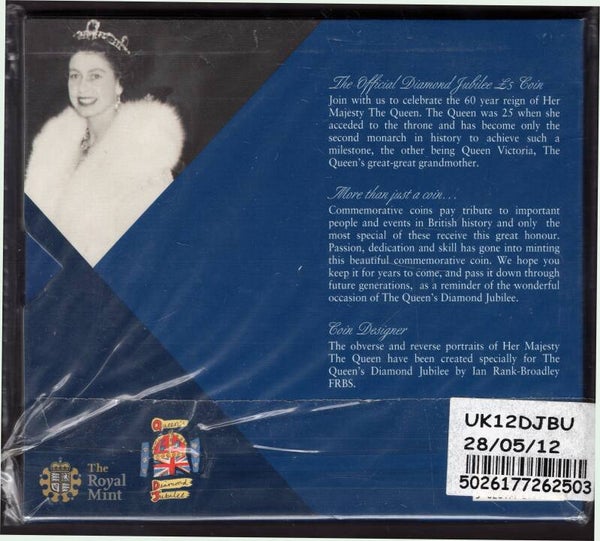 The Official Diamond Jubilee £5 Coin
Join with us to celebrate the 60 year reign of Her
Majesty The Queen. The Queen was 25 when she
acceded to the throne and has become only the
second monarch in history to achieve such a
milestone, the other being Queen Victoria, The
Queen's great-great grandmother.
More than just a coin...
Commemorative coins pay tribute to important
people and events in British history and only the
most special of these receive this great honour.
Passion, dedication and skill has gone into minting
this beautiful commemorative coin. We hope you
keep it for years to come, and pass it down through
future generations, as a reminder of the wonderful
occasion of The Queen's Diamond Jubilee.
Coin Designer
The obverse and reverse portraits of Her Majesty
The Queen have been created specially for The
Queen's Diamond Jubilee by Ian Rank-Broadley
FRBS.
The
Royal
Mint
Queen's
Diamond
Jubilee
UK12DJBU
28/05/12
5026177262503